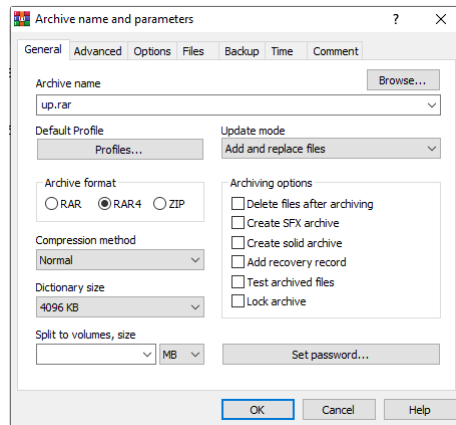 Archive name and parameters ?
General Advanced Options Files Backup Time Comment
Archive name
Browse...
up.rar
Default Profile
Profiles...
Update mode
Add and replace files
Archive format
RAR RAR4 ZIP
Compression method
Normal
Dictionary size
4096 KB
Split to volumes, size
MB
Archiving options
Delete files after archiving
Create SFX archive
Create solid archive
Add recovery record
Test archived files
Lock archive
Set password...
OK Cancel Help